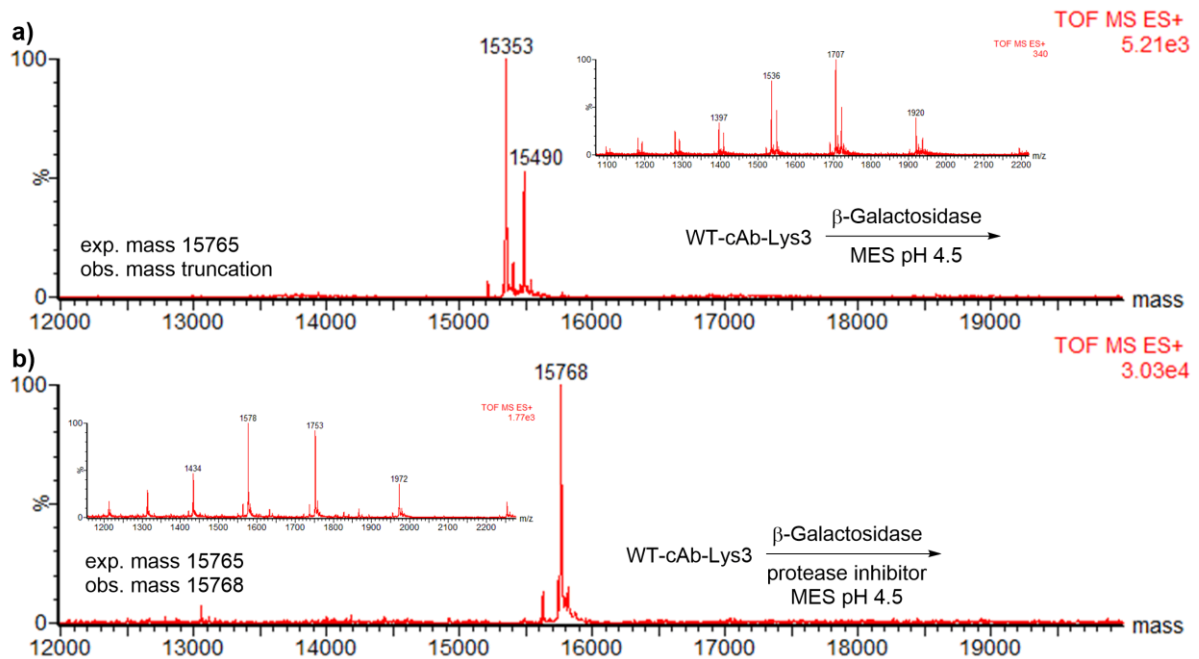 a)
TOF MS ES+
5.21e3
100
%
0
15353
15490
TOF MS ES+
340
100
%
0
1397
1536
1707
1920
1100 1200 1300 1400 1500 1600 1700 1800 1900 2000 2100 2200
m/z
exp. mass 15765
obs. mass truncation
WT-cAb-Lys3
β-Galactosidase
MES pH 4.5
12000 13000 14000 15000 16000 17000 18000 19000
mass
b)
TOF MS ES+
3.03e4
100
%
0
15768
TOF MS ES+
1.77e3
100
%
0
1434
1578
1753
1972
1200 1300 1400 1500 1600 1700 1800 1900 2000 2100 2200
m/z
exp. mass 15765
obs. mass 15768
WT-cAb-Lys3
β-Galactosidase
protease inhibitor
MES pH 4.5
12000 13000 14000 15000 16000 17000 18000 19000
mass